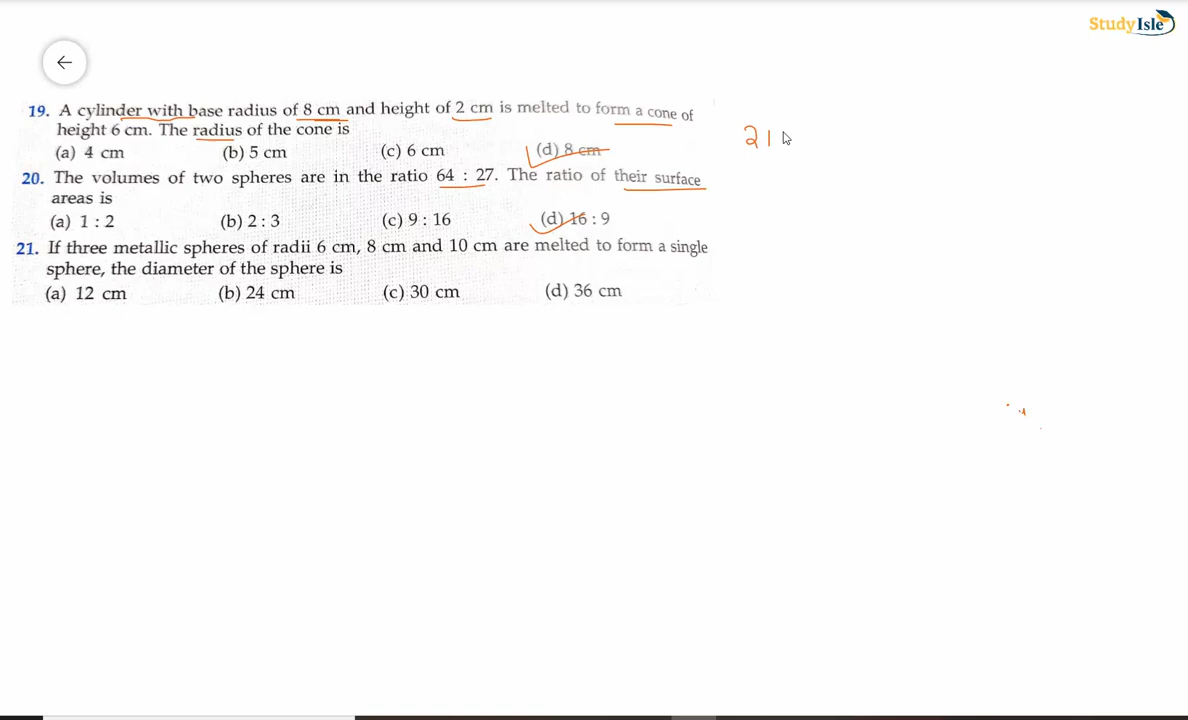 StudyIsle
19. A cylinder with base radius of 8 cm and height of 2 cm is melted to form a cone of
height 6 cm. The radius of the cone is
(a) 4 cm (b) 5 cm (c) 6 cm (d) 8 cm
20. The volumes of two spheres are in the ratio 64 : 27. The ratio of their surface
areas is
(a) 1 : 2 (b) 2 : 3 (c) 9 : 16 (d) 16 : 9
21. If three metallic spheres of radii 6 cm, 8 cm and 10 cm are melted to form a single
sphere, the diameter of the sphere is
(a) 12 cm (b) 24 cm (c) 30 cm (d) 36 cm
21